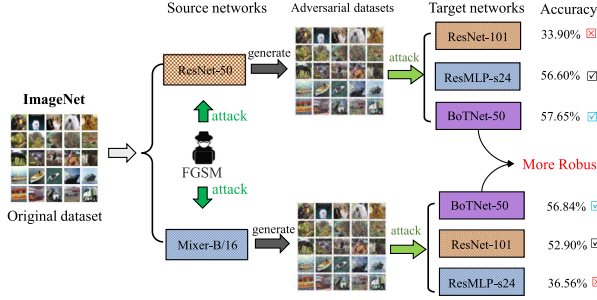 Source networks
Adversarial datasets
Target networks
Accuracy
ResNet-50
generate
attack
ResNet-101
33.90%
ResMLP-s24
56.60%
BoTNet-50
57.65%
ImageNet
Original dataset
attack
FGSM
attack
More Robus
Mixer-B/16
generate
attack
BoTNet-50
56.84%
ResNet-101
52.90%
ResMLP-s24
36.56%